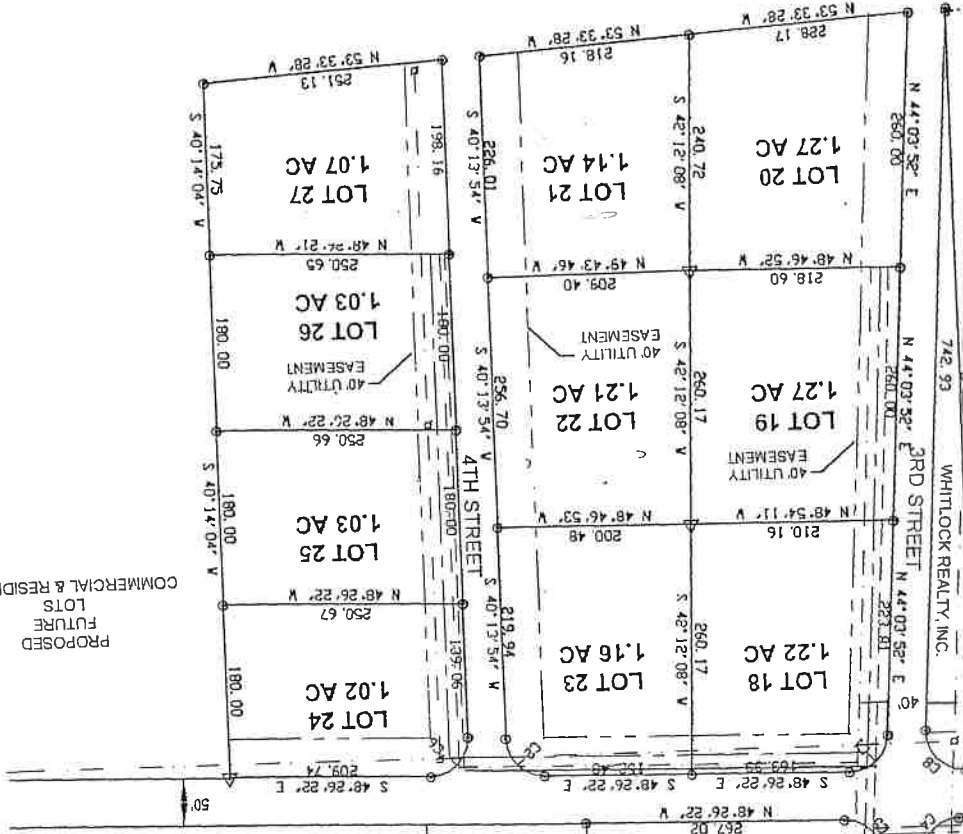 267.02
N 48°26'22" W
50'
C8
S 48°26'22" E
169.99
S 48°26'22" E
C3
C6
S 48°26'22" E
209.74
40'
WHITLOCK REALTY, INC.
742.93
3RD STREET
N 44°03'52" E
223.81
LOT 18
1.22 AC
S 42°12'08" W
260.17
LOT 23
1.16 AC
S 40°13'54" W
219.94
139.06
LOT 24
1.02 AC
180.00
PROPOSED
FUTURE
LOTS
COMMERCIAL & RESIDE
210.16
N 48°54'11" W
200.48
N 48°46'53" W
250.67
N 48°26'22" W
N 44°03'52" E
260.00
40' UTILITY
EASEMENT
LOT 19
1.27 AC
S 42°12'08" W
260.17
LOT 22
1.21 AC
40' UTILITY
EASEMENT
S 40°13'54" W
256.70
4TH STREET
180.00
LOT 25
1.03 AC
S 40°14'04" W
180.00
250.66
N 48°26'22" W
180.00
40' UTILITY
EASEMENT
LOT 26
1.03 AC
180.00
218.60
N 48°46'52" W
209.40
N 49°43'46" W
250.65
N 44°03'52" E
260.00
LOT 20
1.27 AC
S 42°12'08" W
240.72
LOT 21
1.14 AC
S 40°13'54" W
226.01
198.16
LOT 27
1.07 AC
S 40°14'04" W
175.75
228.17
N 53°33'28" W
218.16
N 53°33'28" W
251.13
N 53°33'28" W